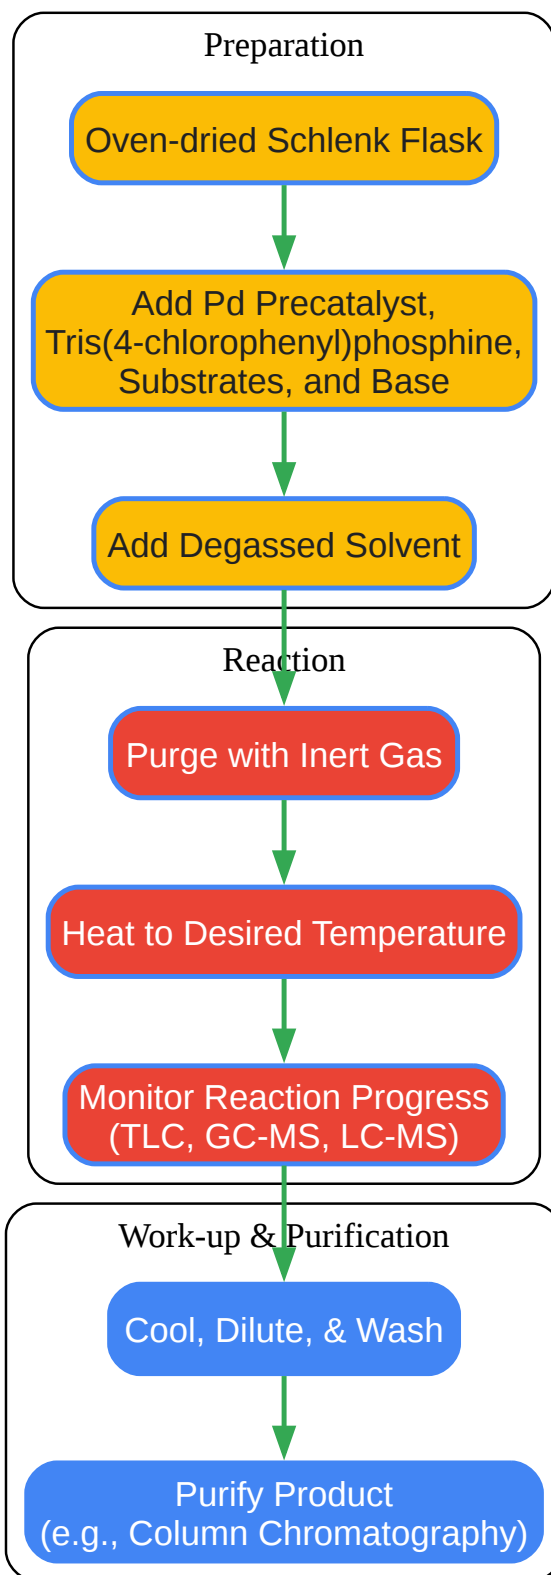 Preparation
Oven-dried Schlenk Flask
Add Pd Precatalyst,
Tris(4-chlorophenyl)phosphine,
Substrates, and Base
Add Degassed Solvent
Reaction
Purge with Inert Gas
Heat to Desired Temperature
Monitor Reaction Progress
(TLC, GC-MS, LC-MS)
Work-up & Purification
Cool, Dilute, & Wash
Purify Product
(e.g., Column Chromatography)